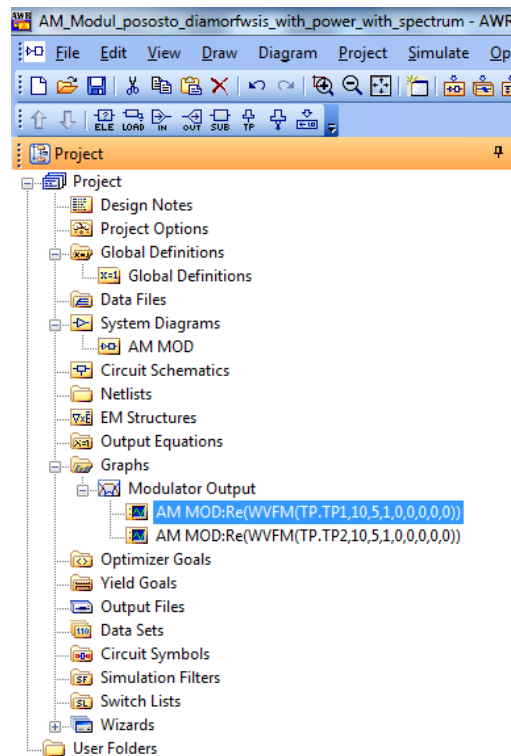 AM_Modul_pososto_diamorfwsis_with_power_with_spectrum - AWR
File Edit View Draw Diagram Project Simulate Op
ELE LOAD IN OUT SUB TP
Project
Project
Design Notes
Project Options
Global Definitions
Global Definitions
Data Files
System Diagrams
AM MOD
Circuit Schematics
Netlists
EM Structures
Output Equations
Graphs
Modulator Output
AM MOD:Re(WVFM(TP.TP1,10,5,1,0,0,0,0,0))
AM MOD:Re(WVFM(TP.TP2,10,5,1,0,0,0,0,0))
Optimizer Goals
Yield Goals
Output Files
Data Sets
Circuit Symbols
Simulation Filters
Switch Lists
Wizards
User Folders